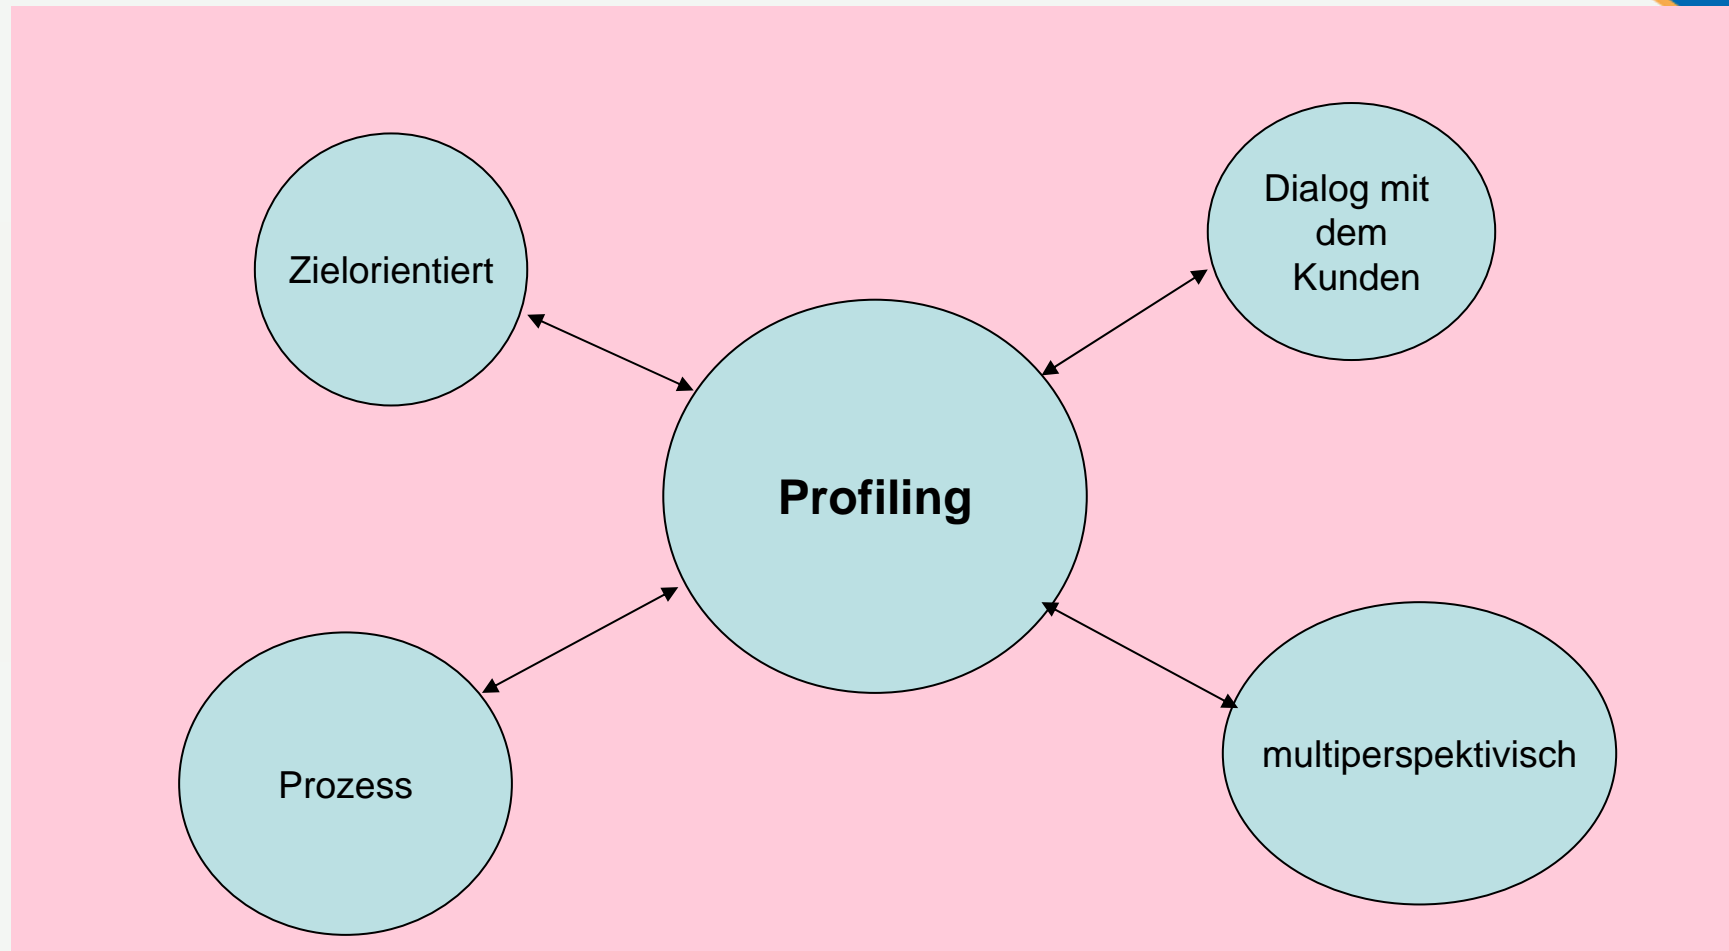 Zielorientiert
Dialog mit
dem
Kunden
Profiling
Prozess
multiperspektivisch